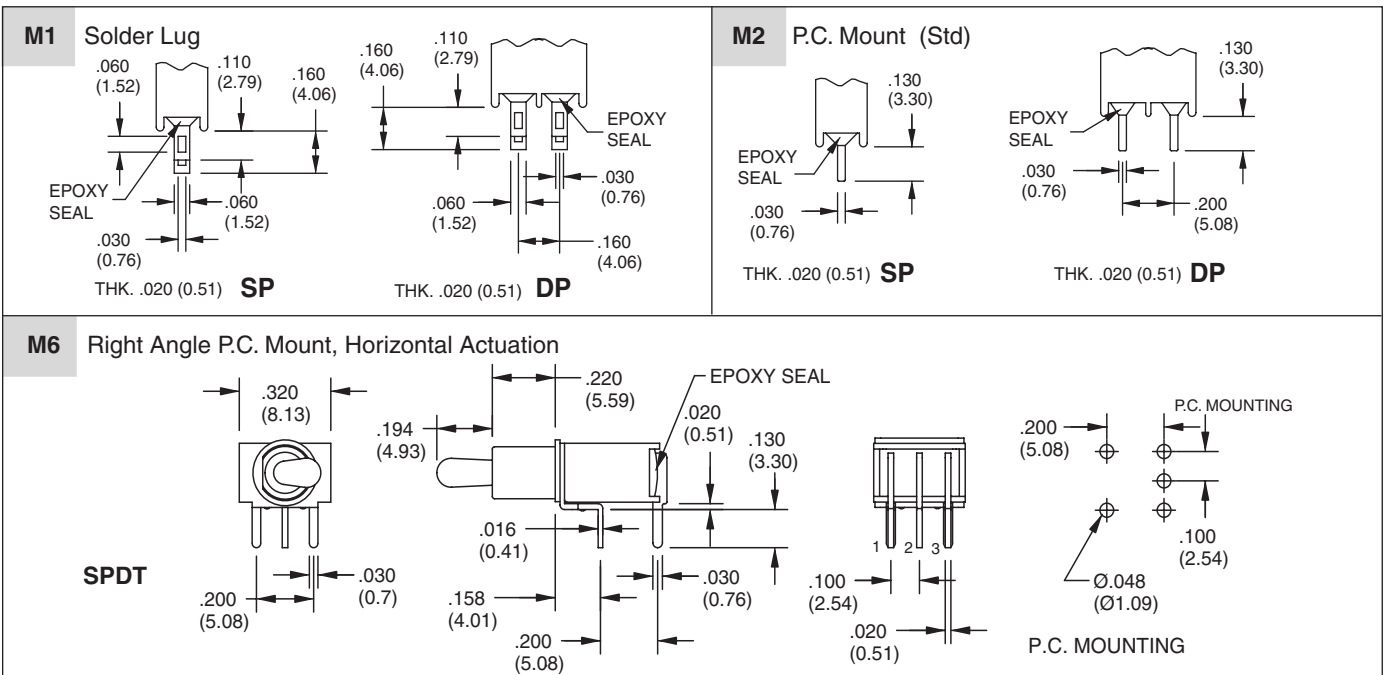 M1 Solder Lug
.060
(1.52)
.110
(2.79)
.160
(4.06)
EPOXY
SEAL
.060
(1.52)
.030
(0.76)
THK. .020 (0.51) SP
.160
(4.06)
.110
(2.79)
EPOXY
SEAL
.030
(0.76)
.060
(1.52)
.160
(4.06)
THK. .020 (0.51) DP
M2 P.C. Mount (Std)
.130
(3.30)
EPOXY
SEAL
.030
(0.76)
THK. .020 (0.51) SP
.130
(3.30)
EPOXY
SEAL
.030
(0.76)
.200
(5.08)
THK. .020 (0.51) DP
M6 Right Angle P.C. Mount, Horizontal Actuation
.320
(8.13)
SPDT
.200
(5.08)
.030
(0.7)
.220
(5.59)
EPOXY SEAL
.194
(4.93)
.020
(0.51)
.130
(3.30)
.016
(0.41)
.158
(4.01)
.030
(0.76)
.200
(5.08)
1 2 3
.100
(2.54)
.020
(0.51)
P.C. MOUNTING
.200
(5.08)
.100
(2.54)
Ø.048
(Ø1.09)
P.C. MOUNTING